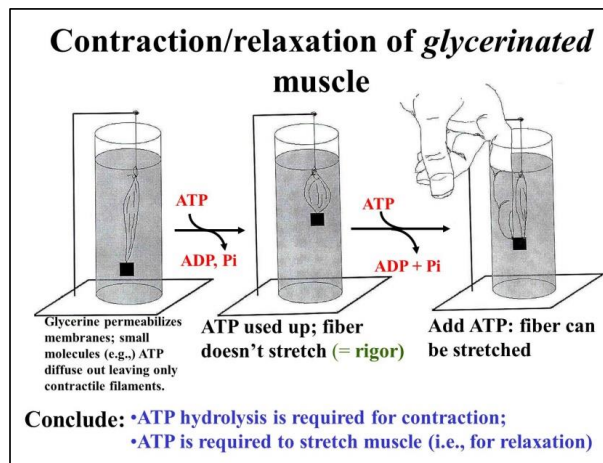 Contraction/relaxation of glycerinated
muscle
ATP
ADP, Pi
ATP
ADP + Pi
Glycerine permeabilizes
membranes; small
molecules (e.g.,) ATP
diffuse out leaving only
contractile filaments.
ATP used up; fiber
doesn't stretch (= rigor)
Add ATP: fiber can
be stretched
Conclude: •ATP hydrolysis is required for contraction;
•ATP is required to stretch muscle (i.e., for relaxation)